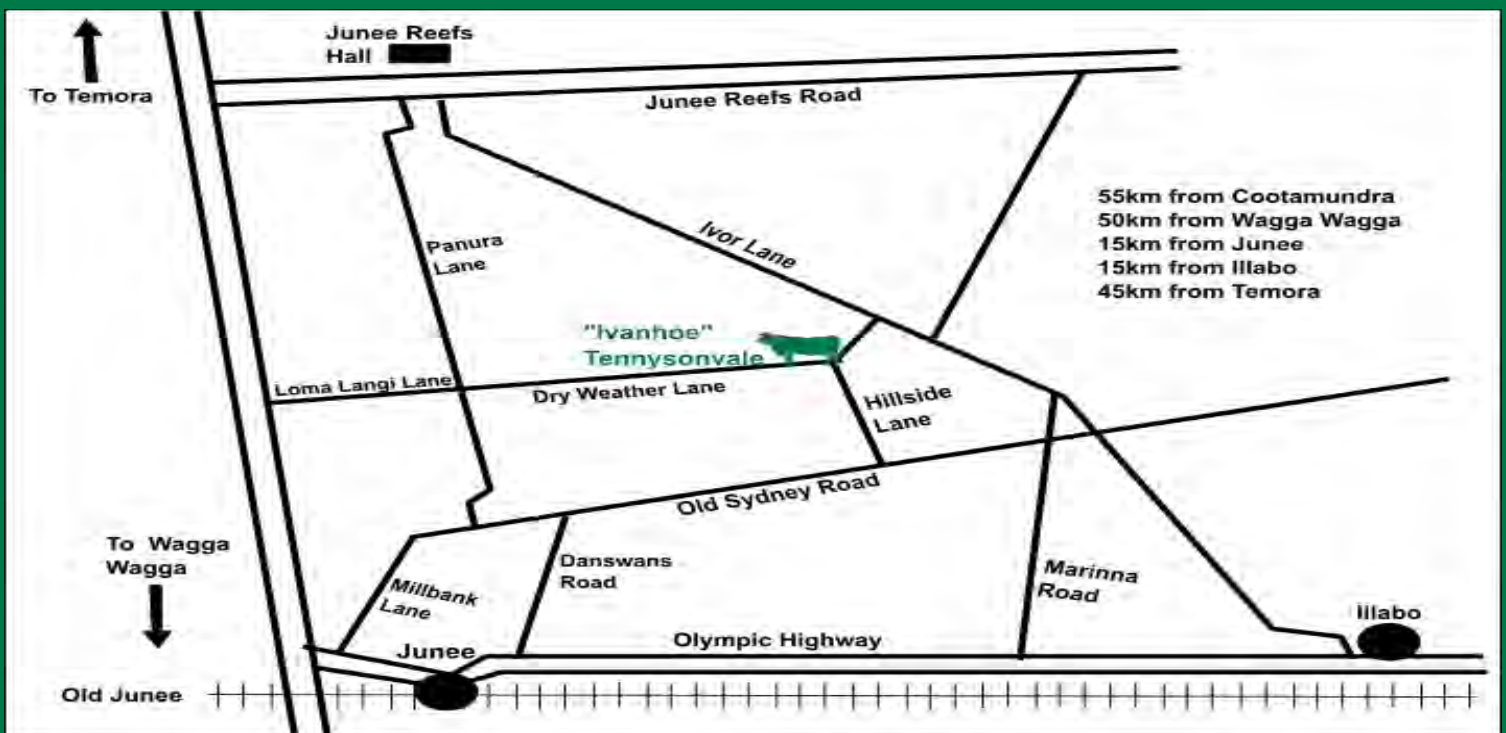 Junee Reefs
Hall
To Temora
Junee Reefs Road
55km from Cootamundra
50km from Wagga Wagga
15km from Junee
15km from Illabo
45km from Temora
Ivor Lane
Panura
Lane
"Ivanhoe"
Tennysonvale
Loma Langi Lane
Dry Weather Lane
Hillside
Lane
Old Sydney Road
To Wagga
Wagga
Danswans
Road
Millbank
Lane
Marinna
Road
Illabo
Junee
Olympic Highway
Old Junee